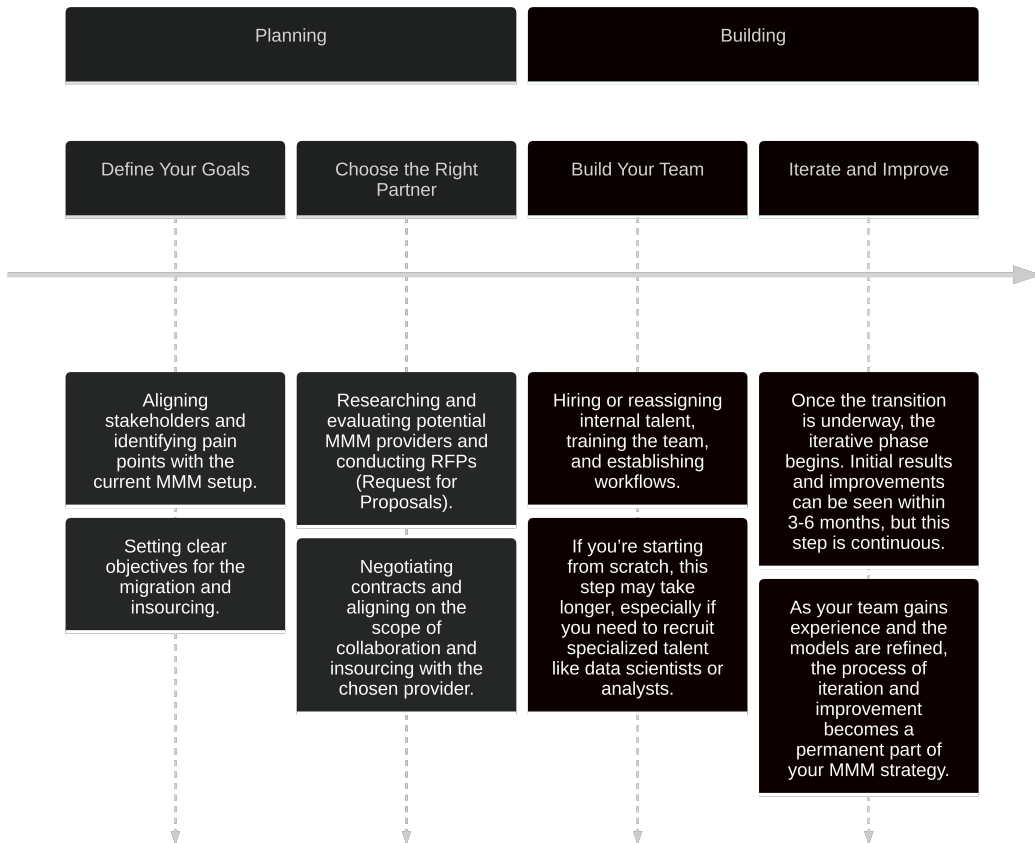 Planning
Building
Define Your Goals
Choose the Right
Partner
Build Your Team
Iterate and Improve
Aligning
stakeholders and
identifying pain
points with the
current MMM setup.
Setting clear
objectives for the
migration and
insourcing.
Researching and
evaluating potential
MMM providers and
conducting RFPs
(Request for
Proposals).
Negotiating
contracts and
aligning on the
scope of
collaboration and
insourcing with the
chosen provider.
Hiring or reassigning
internal talent,
training the team,
and establishing
workflows.
If you’re starting
from scratch, this
step may take
longer, especially if
you need to recruit
specialized talent
like data scientists or
analysts.
Once the transition
is underway, the
iterative phase
begins. Initial results
and improvements
can be seen within
3-6 months, but this
step is continuous.
As your team gains
experience and the
models are refined,
the process of
iteration and
improvement
becomes a
permanent part of
your MMM strategy.